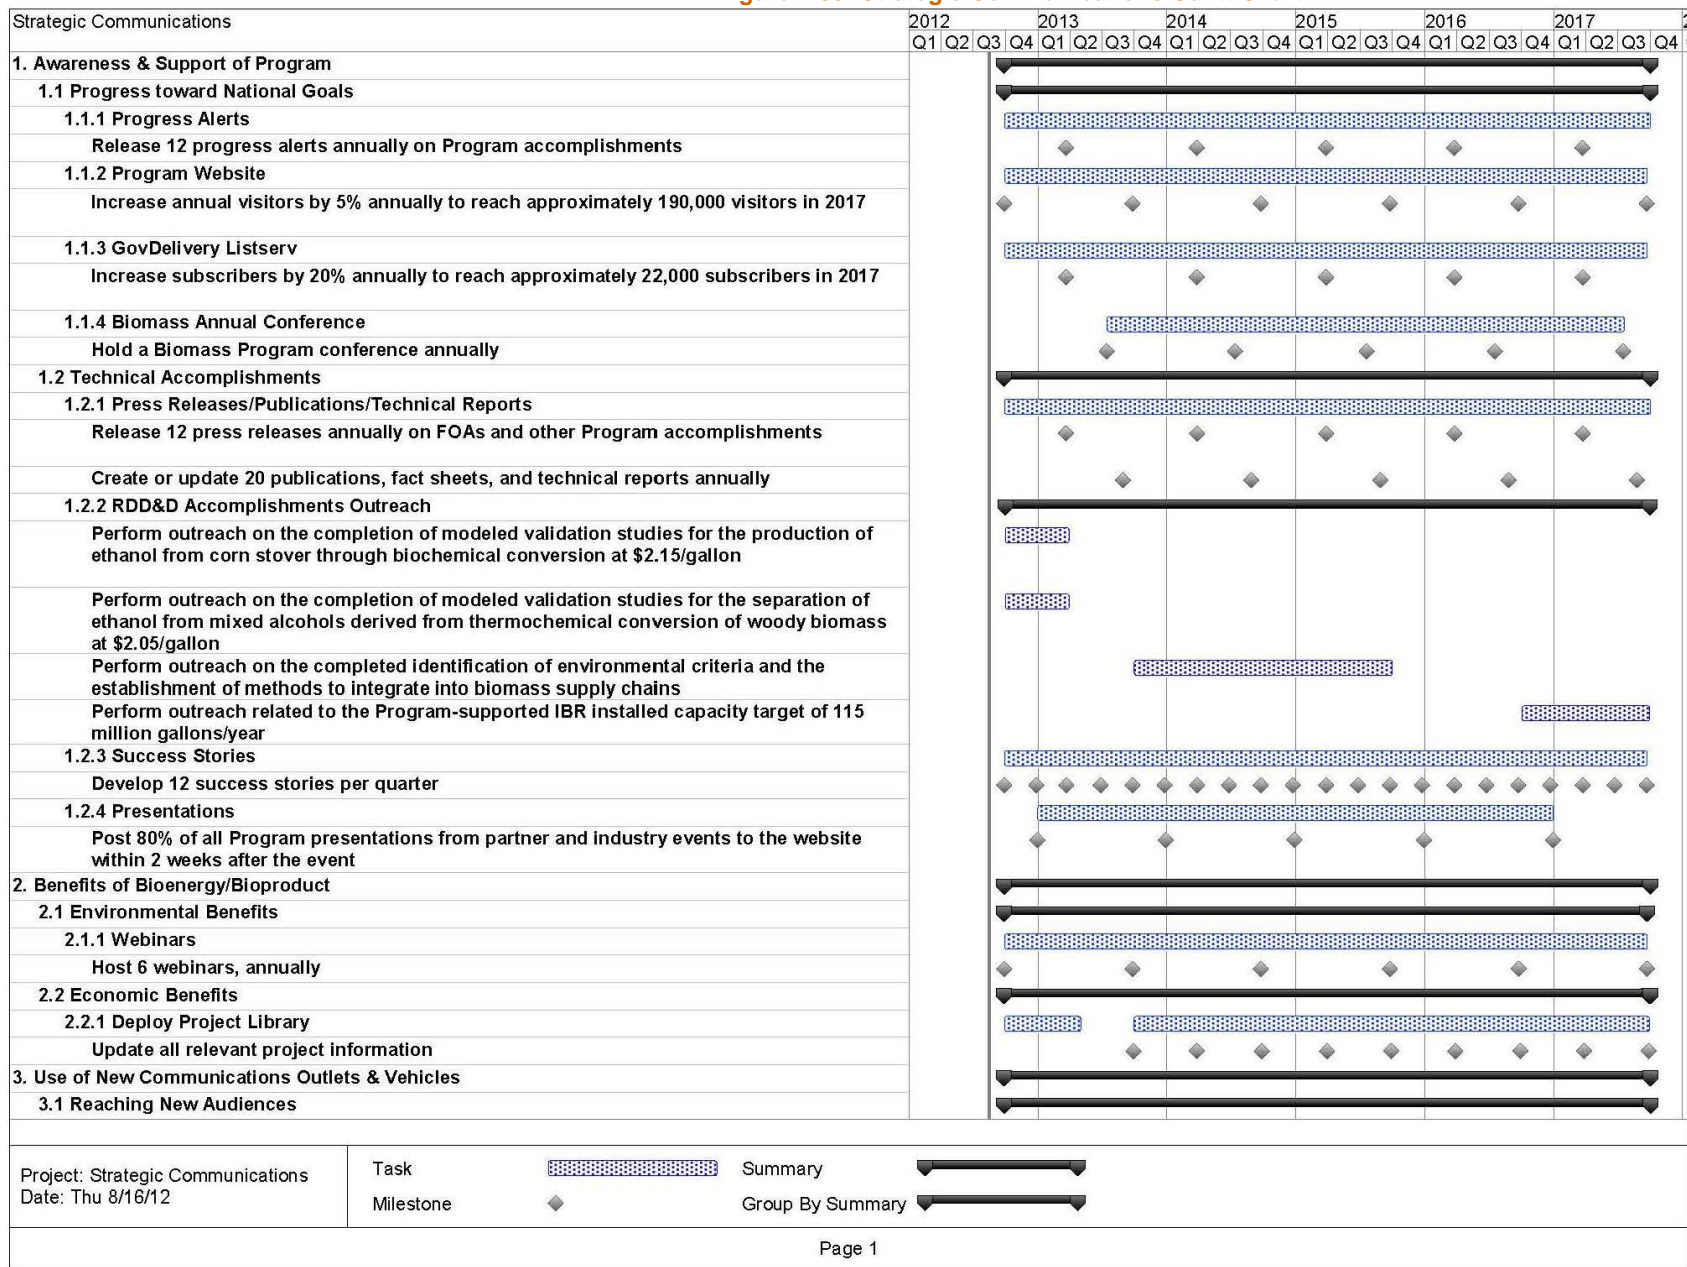 Strategic Communications
2012 2013 2014 2015 2016 2017 2
Q1 Q2 Q3 Q4 Q1 Q2 Q3 Q4 Q1 Q2 Q3 Q4 Q1 Q2 Q3 Q4 Q1 Q2 Q3 Q4 Q1 Q2 Q3 Q4
1. Awareness & Support of Program
1.1 Progress toward National Goals
1.1.1 Progress Alerts
Release 12 progress alerts annually on Program accomplishments
1.1.2 Program Website
Increase annual visitors by 5% annually to reach approximately 190,000 visitors in 2017
1.1.3 GovDelivery Listserv
Increase subscribers by 20% annually to reach approximately 22,000 subscribers in 2017
1.1.4 Biomass Annual Conference
Hold a Biomass Program conference annually
1.2 Technical Accomplishments
1.2.1 Press Releases/Publications/Technical Reports
Release 12 press releases annually on FOAs and other Program accomplishments
Create or update 20 publications, fact sheets, and technical reports annually
1.2.2 RDD&D Accomplishments Outreach
Perform outreach on the completion of modeled validation studies for the production of
ethanol from corn stover through biochemical conversion at $2.15/gallon
Perform outreach on the completion of modeled validation studies for the separation of
ethanol from mixed alcohols derived from thermochemical conversion of woody biomass
at $2.05/gallon
Perform outreach on the completed identification of environmental criteria and the
establishment of methods to integrate into biomass supply chains
Perform outreach related to the Program-supported IBR installed capacity target of 115
million gallons/year
1.2.3 Success Stories
Develop 12 success stories per quarter
1.2.4 Presentations
Post 80% of all Program presentations from partner and industry events to the website
within 2 weeks after the event
2. Benefits of Bioenergy/Bioproduct
2.1 Environmental Benefits
2.1.1 Webinars
Host 6 webinars, annually
2.2 Economic Benefits
2.2.1 Deploy Project Library
Update all relevant project information
3. Use of New Communications Outlets & Vehicles
3.1 Reaching New Audiences
Project: Strategic Communications
Date: Thu 8/16/12
Task
Summary
Milestone
Group By Summary
Page 1